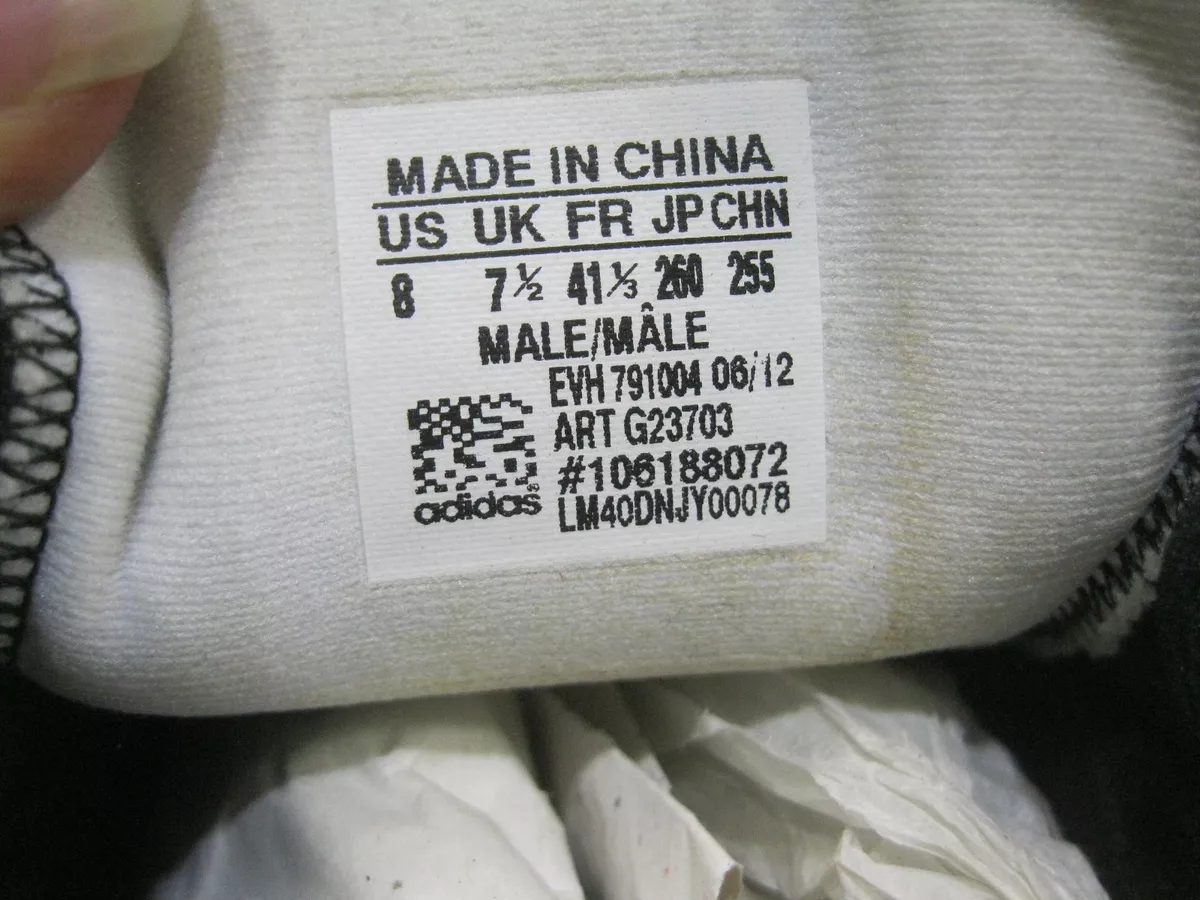 MADE IN CHINA
US UK FR JP CHN
8 7½ 41⅓ 260 255
MALE/MÂLE
EVH 791004 06/12
ART G23703
#106188072
adidas®
LM40DNJY00078